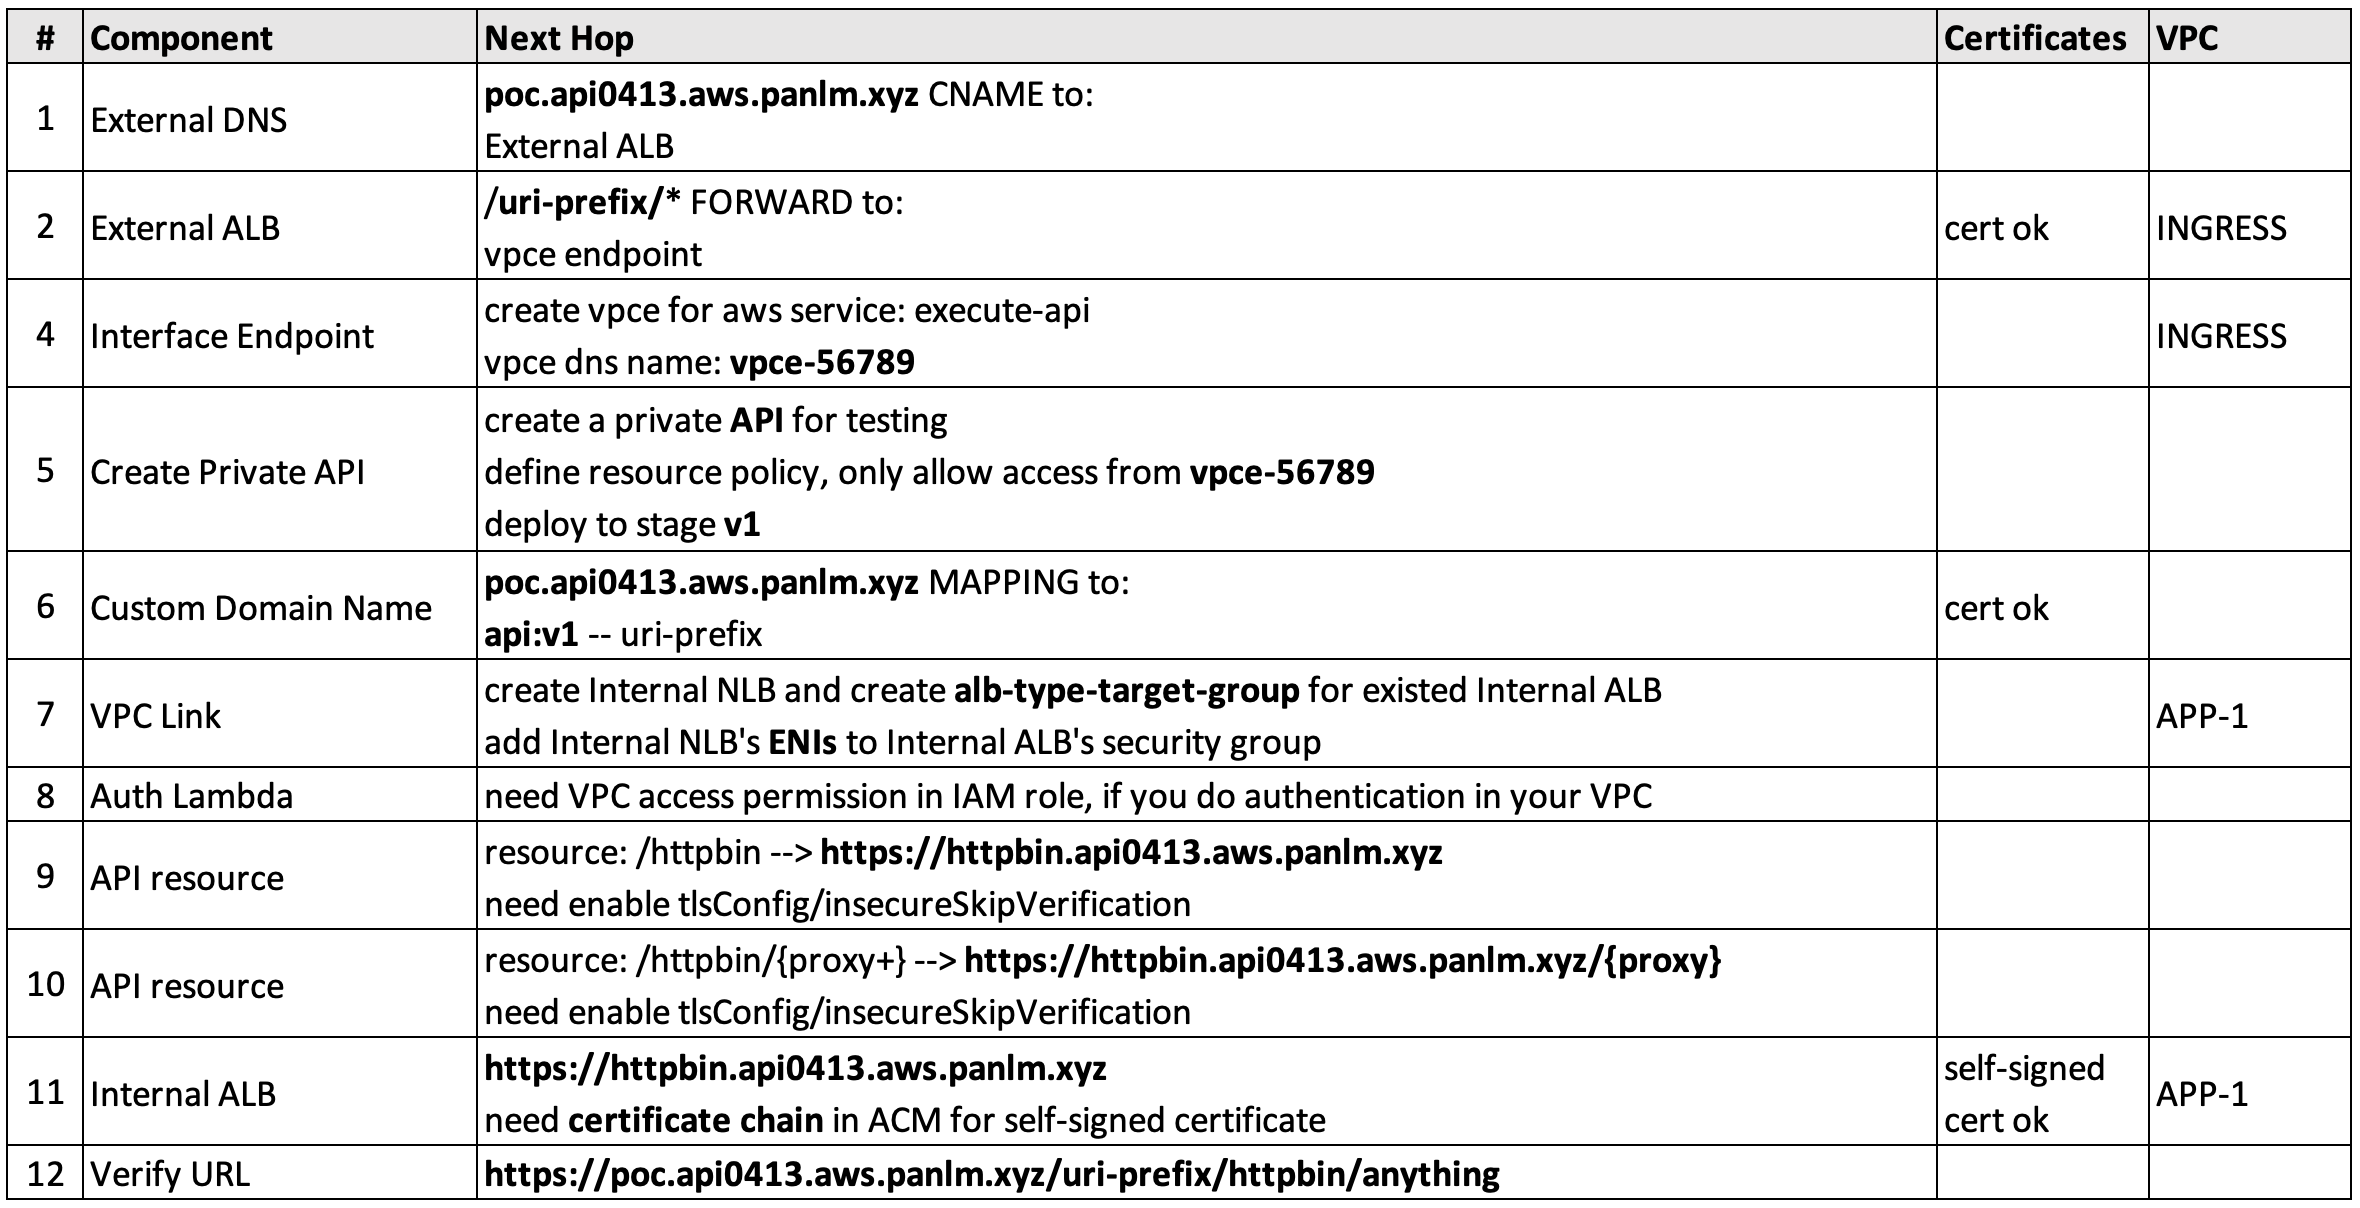 # Component Next Hop Certificates VPC
1 External DNS
poc.api0413.aws.panlm.xyz CNAME to:
External ALB
2 External ALB
/uri-prefix/* FORWARD to:
vpce endpoint
cert ok
INGRESS
4 Interface Endpoint
create vpce for aws service: execute-api
vpce dns name: vpce-56789
INGRESS
5 Create Private API
create a private API for testing
define resource policy, only allow access from vpce-56789
deploy to stage v1
6 Custom Domain Name
poc.api0413.aws.panlm.xyz MAPPING to:
api:v1 -- uri-prefix
cert ok
7 VPC Link
create Internal NLB and create alb-type-target-group for existed Internal ALB
add Internal NLB's ENIs to Internal ALB's security group
APP-1
8 Auth Lambda need VPC access permission in IAM role, if you do authentication in your VPC
9 API resource
resource: /httpbin --> https://httpbin.api0413.aws.panlm.xyz
need enable tlsConfig/insecureSkipVerification
10 API resource
resource: /httpbin/{proxy+} --> https://httpbin.api0413.aws.panlm.xyz/{proxy}
need enable tlsConfig/insecureSkipVerification
11 Internal ALB
https://httpbin.api0413.aws.panlm.xyz
need certificate chain in ACM for self-signed certificate
self-signed
cert ok
APP-1
12 Verify URL https://poc.api0413.aws.panlm.xyz/uri-prefix/httpbin/anything